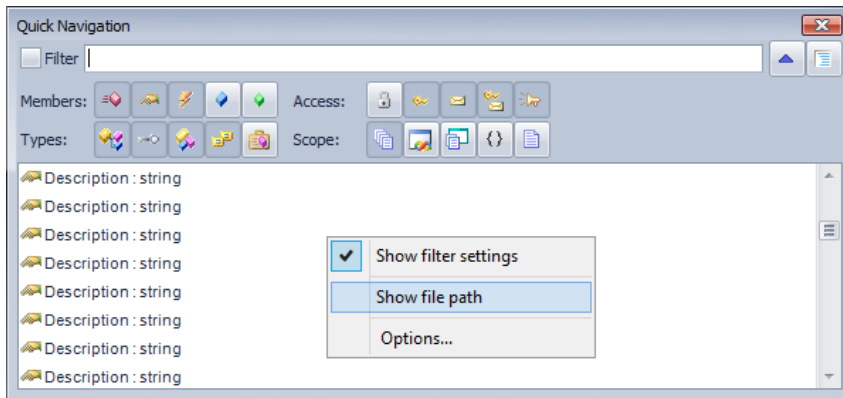 Quick Navigation
Filter
Members: Access:
Types: Scope: {}
Description : string
Description : string
Description : string
Description : string
Description : string
Description : string
Description : string
Description : string
Show filter settings
Show file path
Options...